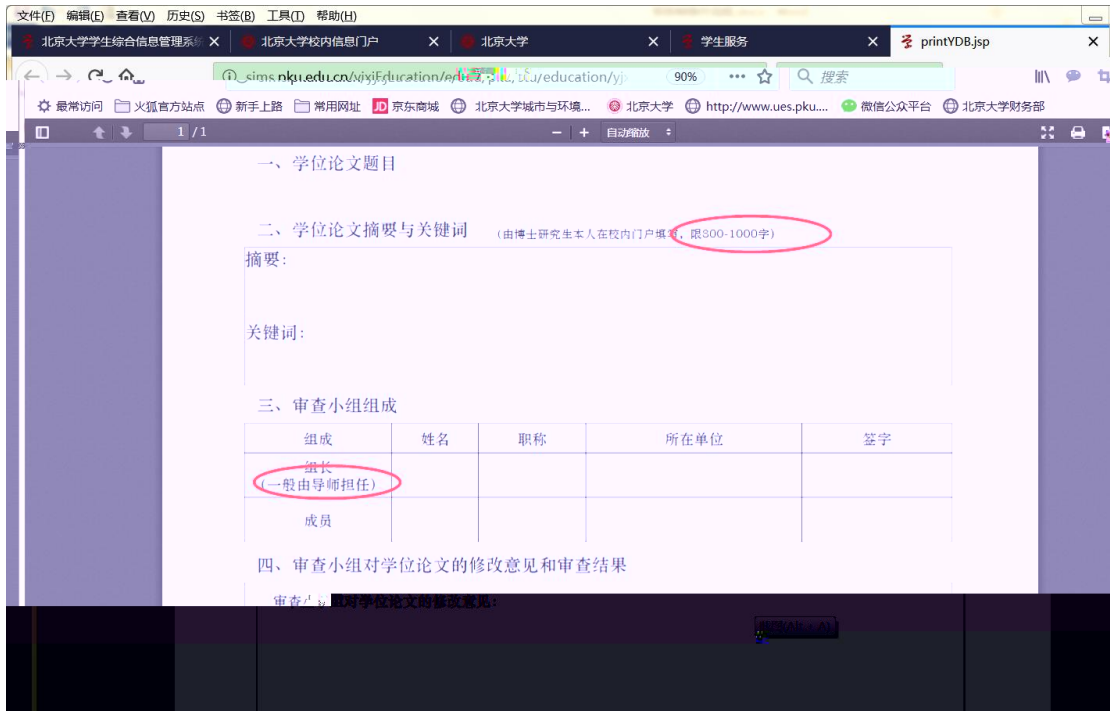 文件(F) 编辑(E) 查看(V) 历史(S) 书签(B) 工具(T) 帮助(H)
北京大学学生综合信息管理系统 北京大学校内信息门户 北京大学 学生服务 printYDB.jsp
sims.pku.edu.cn/yjxjEducation/ 90% 搜索
最常访问 火狐官方站点 新手上路 常用网址 JD 京东商城 北京大学城市与环境... 北京大学 http://www.ues.pku.... 微信公众平台 北京大学财务部
1 / 1 自动缩放
一、学位论文题目
二、学位论文摘要与关键词 (由博士研究生本人在校内门户填写,限800-1000字)
摘要:
关键词:
三、审查小组组成
组成 姓名 职称 所在单位 签字
组长
(一般由导师担任)
成员
四、审查小组对学位论文的修改意见和审查结果
审查小组对学位论文的修改意见: